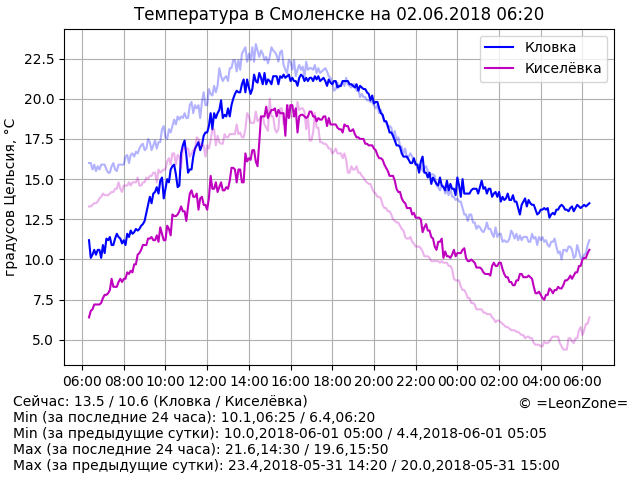 Температура в Смоленске на 02.06.2018 06:20
градусов Цельсия, °C
22.5
20.0
17.5
15.0
12.5
10.0
7.5
5.0
Кловка
Киселёвка
06:00 08:00 10:00 12:00 14:00 16:00 18:00 20:00 22:00 00:00 02:00 04:00 06:00
Сейчас: 13.5 / 10.6 (Кловка / Киселёвка)
© =LeonZone=
Min (за последние 24 часа): 10.1,06:25 / 6.4,06:20
Min (за предыдущие сутки): 10.0,2018-06-01 05:00 / 4.4,2018-06-01 05:05
Max (за последние 24 часа): 21.6,14:30 / 19.6,15:50
Max (за предыдущие сутки): 23.4,2018-05-31 14:20 / 20.0,2018-05-31 15:00